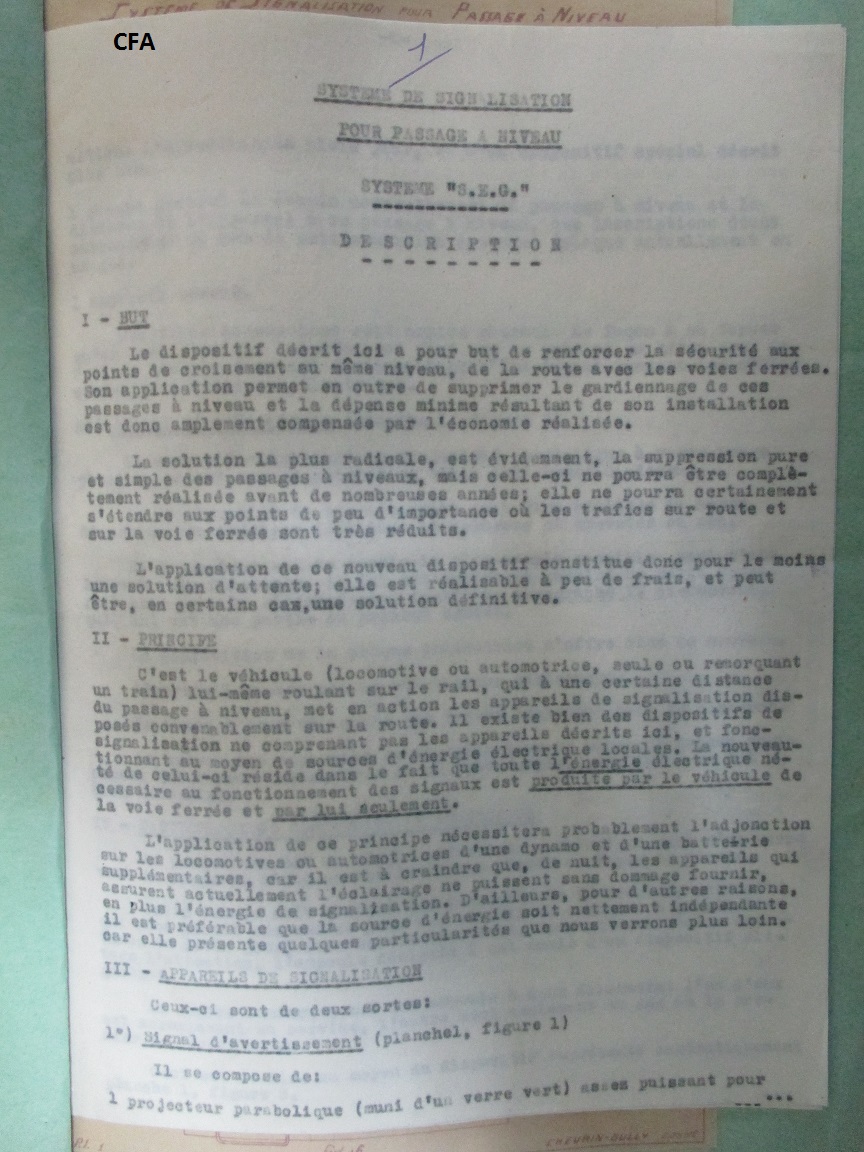 SYSTEME DE SIGNALISATION POUR PASSAGE À NIVEAU
CFA
1
SYSTEME DE SIGNALISATION
POUR PASSAGE A NIVEAU
SYSTEME "S.E.G."
DESCRIPTION
I - BUT
Le dispositif décrit ici a pour but de renforcer la sécurité aux
points de croisement au même niveau, de la route avec les voies ferrées.
Son application permet en outre de supprimer le gardiennage de ces
passages à niveau et la dépense minime résultant de son installation
est donc amplement compensée par l'économie réalisée.
La solution la plus radicale, est évidemment, la suppression pure
et simple des passages à niveaux, mais celle-ci ne pourra être complè-
tement réalisée avant de nombreuses années; elle ne pourra certainement
s'étendre aux points de peu d'importance où les trafics sur route et
sur la voie ferrée sont très réduits.
L'application de ce nouveau dispositif constitue donc pour le moins
une solution d'attente; elle est réalisable à peu de frais, et peut
être, en certains cax,une solution définitive.
II - PRINCIPE
C'est le véhicule (locomotive ou automotrice, seule ou remorquant
un train) lui-même roulant sur le rail, qui à une certaine distance
du passage à niveau, met en action les appareils de signalisation dis-
posés convenablement sur la route. Il existe bien des dispositifs de
signalisation ne comprenant pas les appareils décrits ici, et fonc-
tionnant au moyen de sources d'énergie électrique locales. La nouveau-
té de celui-ci réside dans le fait que toute l'énergie électrique né-
cessaire au fonctionnement des signaux est produite par le véhicule de
la voie ferrée et par lui seulement.
L'application de ce principe nécessitera probablement l'adjonction
sur les locomotives ou automotrices d'une dynamo et d'une batterie
supplémentaires, car il est à craindre que, de nuit, les appareils qui
assurent actuellement l'éclairage ne puissent sans dommage fournir,
en plus l'énergie de signalisation. D'ailleurs, pour d'autres raisons,
il est préférable que la source d'énergie soit nettement indépendante
car elle présente quelques particularités que nous verrons plus loin.
III - APPAREILS DE SIGNALISATION
Ceux-ci sont de deux sortes:
1°) Signal d'avertissement (planche1, figure 1)
Il se compose de:
1 projecteur parabolique (muni d'un verre vert) assez puissant pour
...